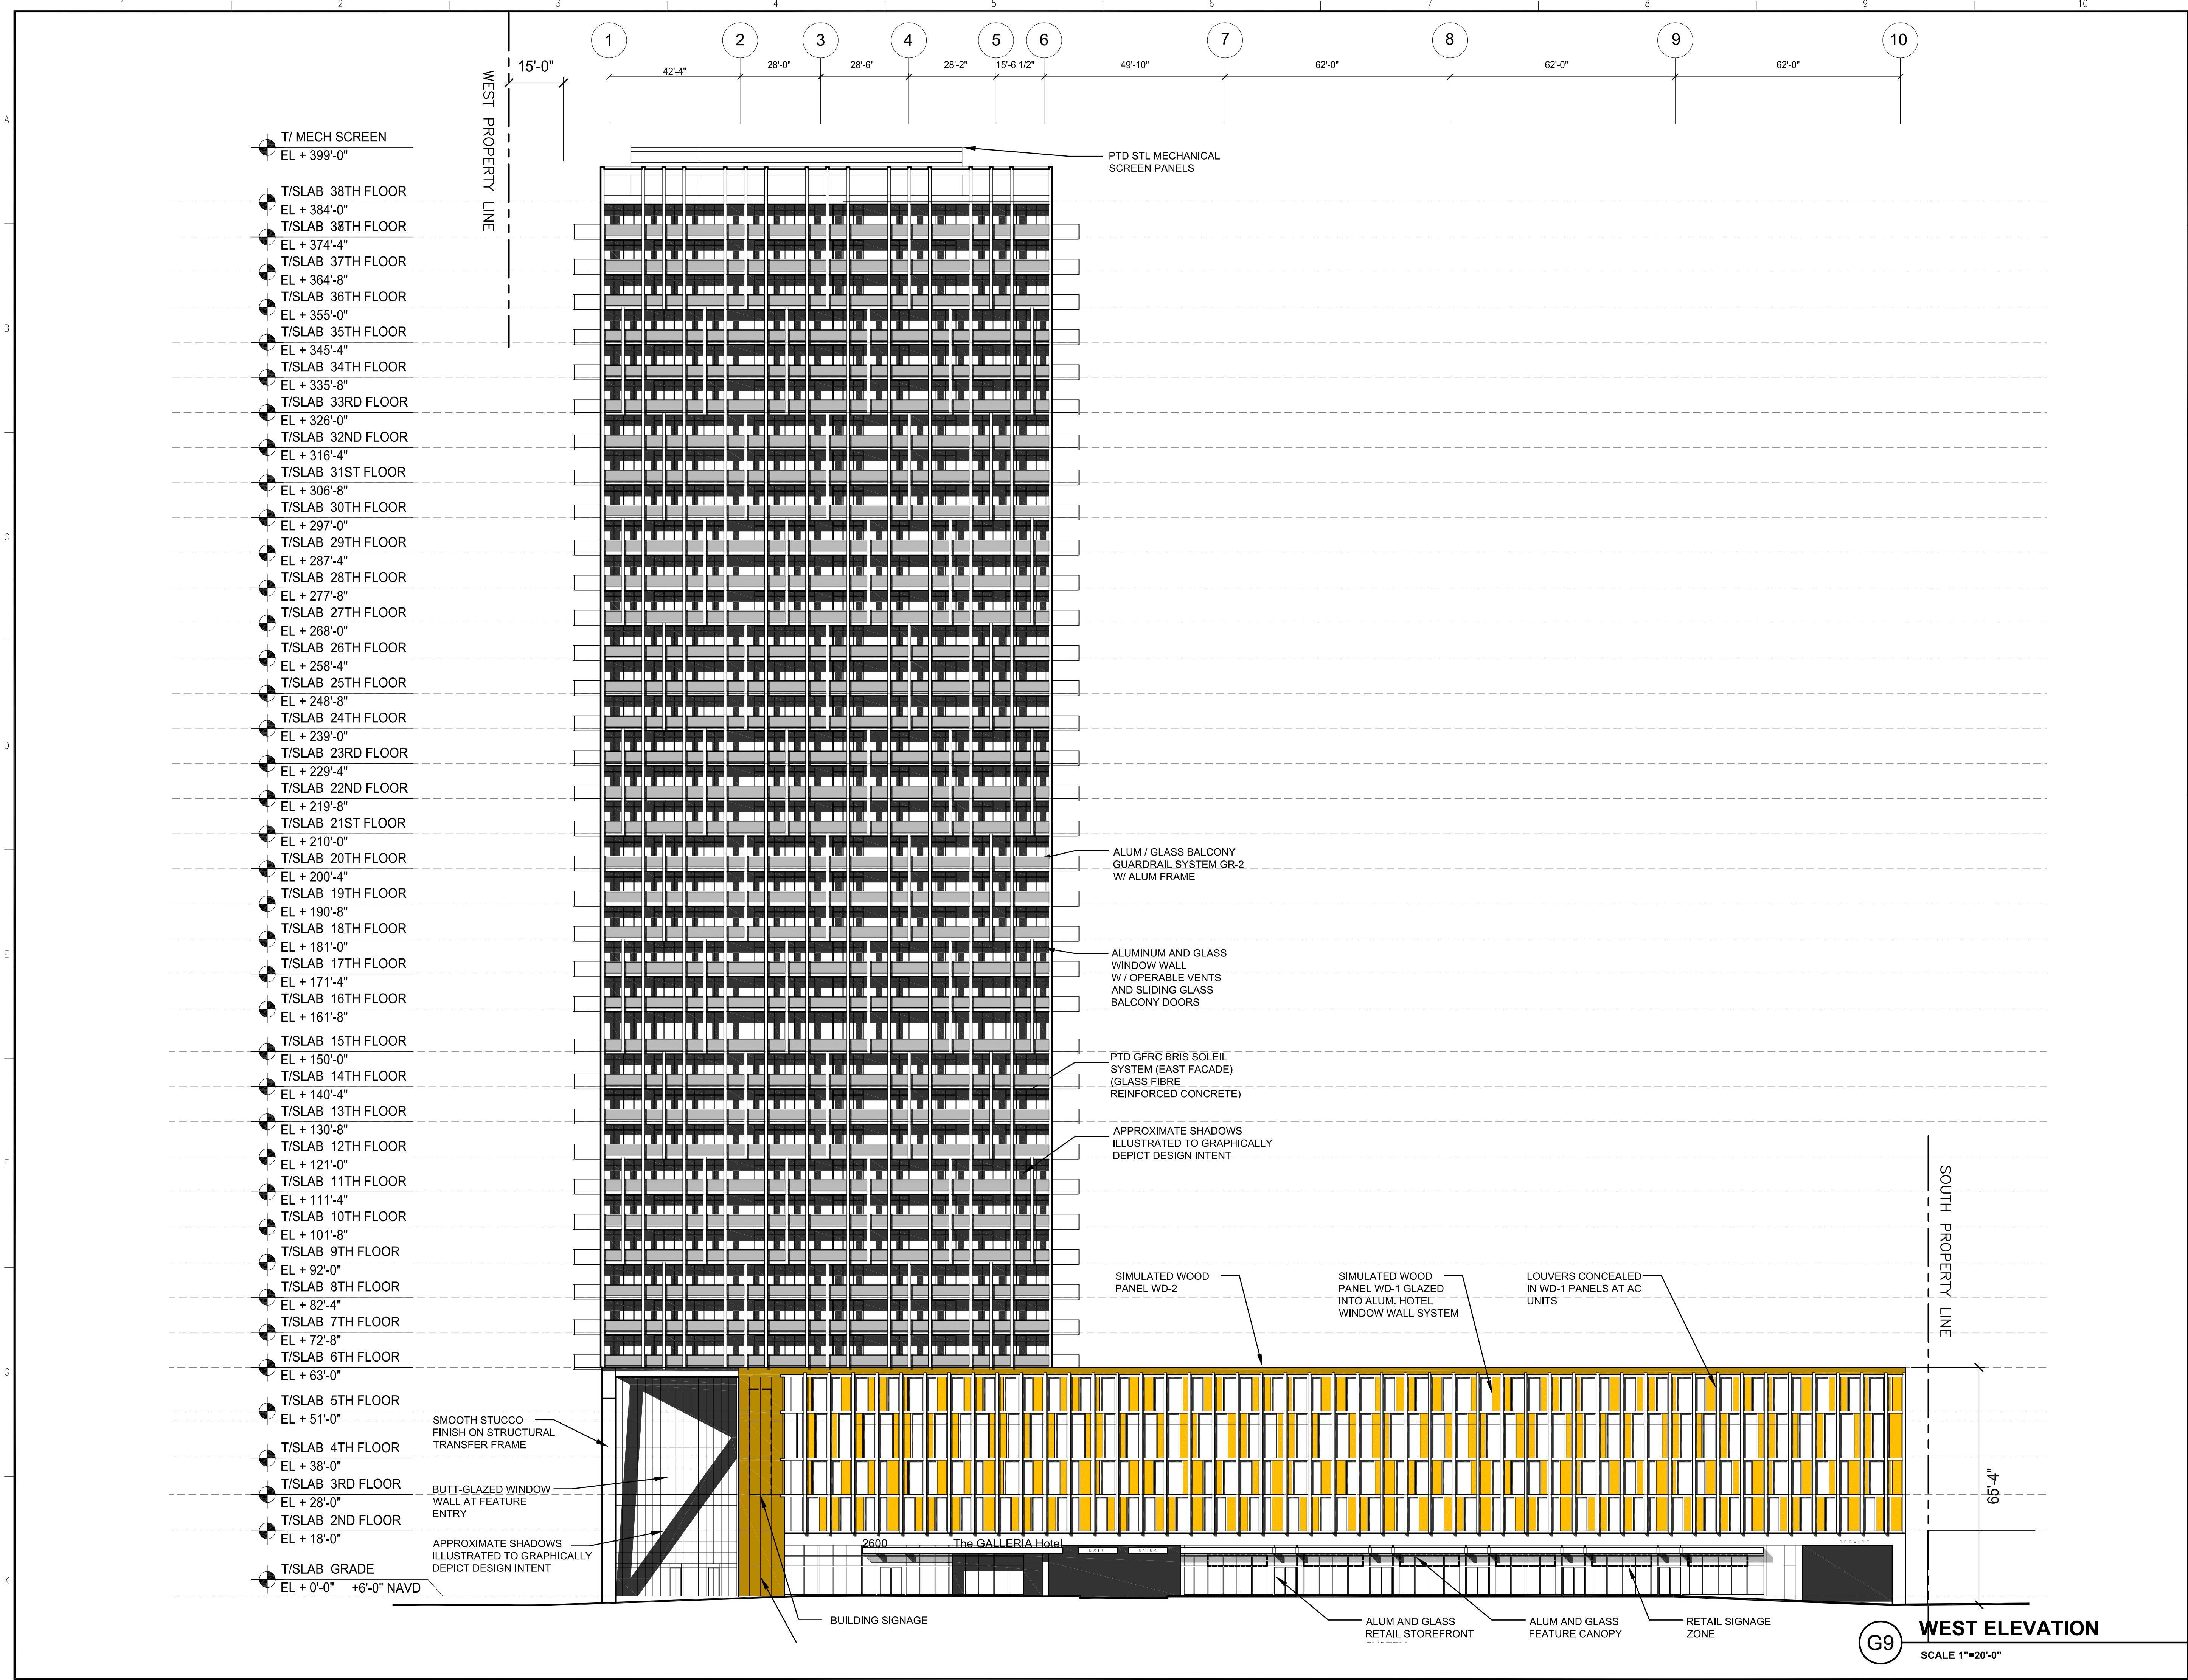 1 2 3 4 5 6 7 8 9 10
A
B
C
D
E
F
G
K
1 2 3 4 5 6 7 8 9 10
15'-0"
42'-4"
28'-0"
28'-6"
28'-2"
15'-6 1/2"
49'-10"
62'-0"
62'-0"
62'-0"
WEST PROPERTY LINE
T/ MECH SCREEN
EL + 399'-0"
T/SLAB 38TH FLOOR
EL + 384'-0"
T/SLAB TH FLOOR
EL + 374'-4"
T/SLAB 37TH FLOOR
EL + 364'-8"
T/SLAB 36TH FLOOR
EL + 355'-0"
T/SLAB 35TH FLOOR
EL + 345'-4"
T/SLAB 34TH FLOOR
EL + 335'-8"
T/SLAB 33RD FLOOR
EL + 326'-0"
T/SLAB 32ND FLOOR
EL + 316'-4"
T/SLAB 31ST FLOOR
EL + 306'-8"
T/SLAB 30TH FLOOR
EL + 297'-0"
T/SLAB 29TH FLOOR
EL + 287'-4"
T/SLAB 28TH FLOOR
EL + 277'-8"
T/SLAB 27TH FLOOR
EL + 268'-0"
T/SLAB 26TH FLOOR
EL + 258'-4"
T/SLAB 25TH FLOOR
EL + 248'-8"
T/SLAB 24TH FLOOR
EL + 239'-0"
T/SLAB 23RD FLOOR
EL + 229'-4"
T/SLAB 22ND FLOOR
EL + 219'-8"
T/SLAB 21ST FLOOR
EL + 210'-0"
T/SLAB 20TH FLOOR
EL + 200'-4"
T/SLAB 19TH FLOOR
EL + 190'-8"
T/SLAB 18TH FLOOR
EL + 181'-0"
T/SLAB 17TH FLOOR
EL + 171'-4"
T/SLAB 16TH FLOOR
EL + 161'-8"
T/SLAB 15TH FLOOR
EL + 150'-0"
T/SLAB 14TH FLOOR
EL + 140'-4"
T/SLAB 13TH FLOOR
EL + 130'-8"
T/SLAB 12TH FLOOR
EL + 121'-0"
T/SLAB 11TH FLOOR
EL + 111'-4"
T/SLAB 10TH FLOOR
EL + 101'-8"
T/SLAB 9TH FLOOR
EL + 92'-0"
T/SLAB 8TH FLOOR
EL + 82'-4"
T/SLAB 7TH FLOOR
EL + 72'-8"
T/SLAB 6TH FLOOR
EL + 63'-0"
T/SLAB 5TH FLOOR
EL + 51'-0"
T/SLAB 4TH FLOOR
EL + 38'-0"
T/SLAB 3RD FLOOR
EL + 28'-0"
T/SLAB 2ND FLOOR
EL + 18'-0"
T/SLAB GRADE
EL + 0'-0" +6'-0" NAVD
PTD STL MECHANICAL
SCREEN PANELS
ALUM / GLASS BALCONY
GUARDRAIL SYSTEM GR-2
W/ ALUM FRAME
ALUMINUM AND GLASS
WINDOW WALL
W / OPERABLE VENTS
AND SLIDING GLASS
BALCONY DOORS
PTD GFRC BRIS SOLEIL
SYSTEM (EAST FACADE)
(GLASS FIBRE
REINFORCED CONCRETE)
APPROXIMATE SHADOWS
ILLUSTRATED TO GRAPHICALLY
DEPICT DESIGN INTENT
SIMULATED WOOD
PANEL WD-2
SIMULATED WOOD
PANEL WD-1 GLAZED
INTO ALUM. HOTEL
WINDOW WALL SYSTEM
LOUVERS CONCEALED
IN WD-1 PANELS AT AC
UNITS
SOUTH PROPERTY LINE
65'-4"
SMOOTH STUCCO
FINISH ON STRUCTURAL
TRANSFER FRAME
BUTT-GLAZED WINDOW
WALL AT FEATURE
ENTRY
APPROXIMATE SHADOWS
ILLUSTRATED TO GRAPHICALLY
DEPICT DESIGN INTENT
2600
The GALLERIA Hotel
EXIT
ENTER
SERVICE
BUILDING SIGNAGE
ALUM AND GLASS
RETAIL STOREFRONT
ALUM AND GLASS
FEATURE CANOPY
RETAIL SIGNAGE
ZONE
G9
WEST ELEVATION
SCALE 1"=20'-0"